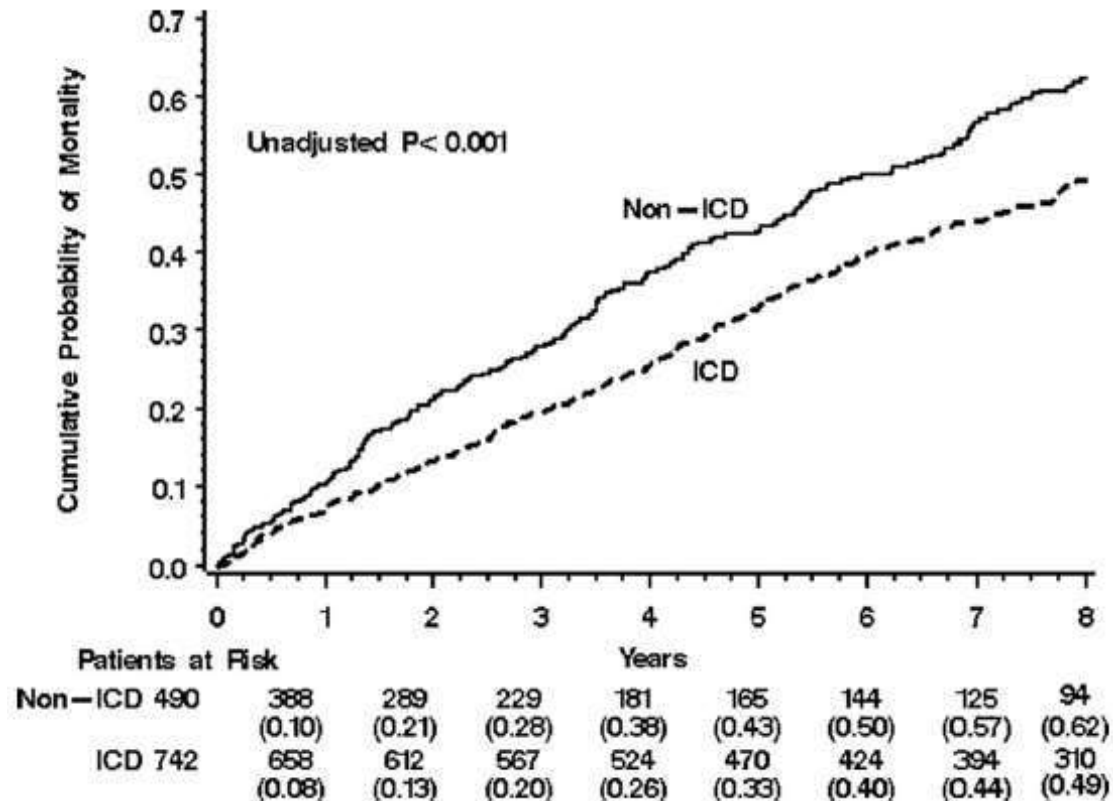 0.7
0.6
0.5
0.4
0.3
0.2
0.1
0.0
Cumulative Probability of Mortality
Unadjusted P< 0.001
Non-ICD
ICD
0 1 2 3 4 5 6 7 8
Patients at Risk Years
Non-ICD 490 388 289 229 181 165 144 125 94
(0.10) (0.21) (0.28) (0.38) (0.43) (0.50) (0.57) (0.62)
ICD 742 658 612 567 524 470 424 394 310
(0.08) (0.13) (0.20) (0.26) (0.33) (0.40) (0.44) (0.49)